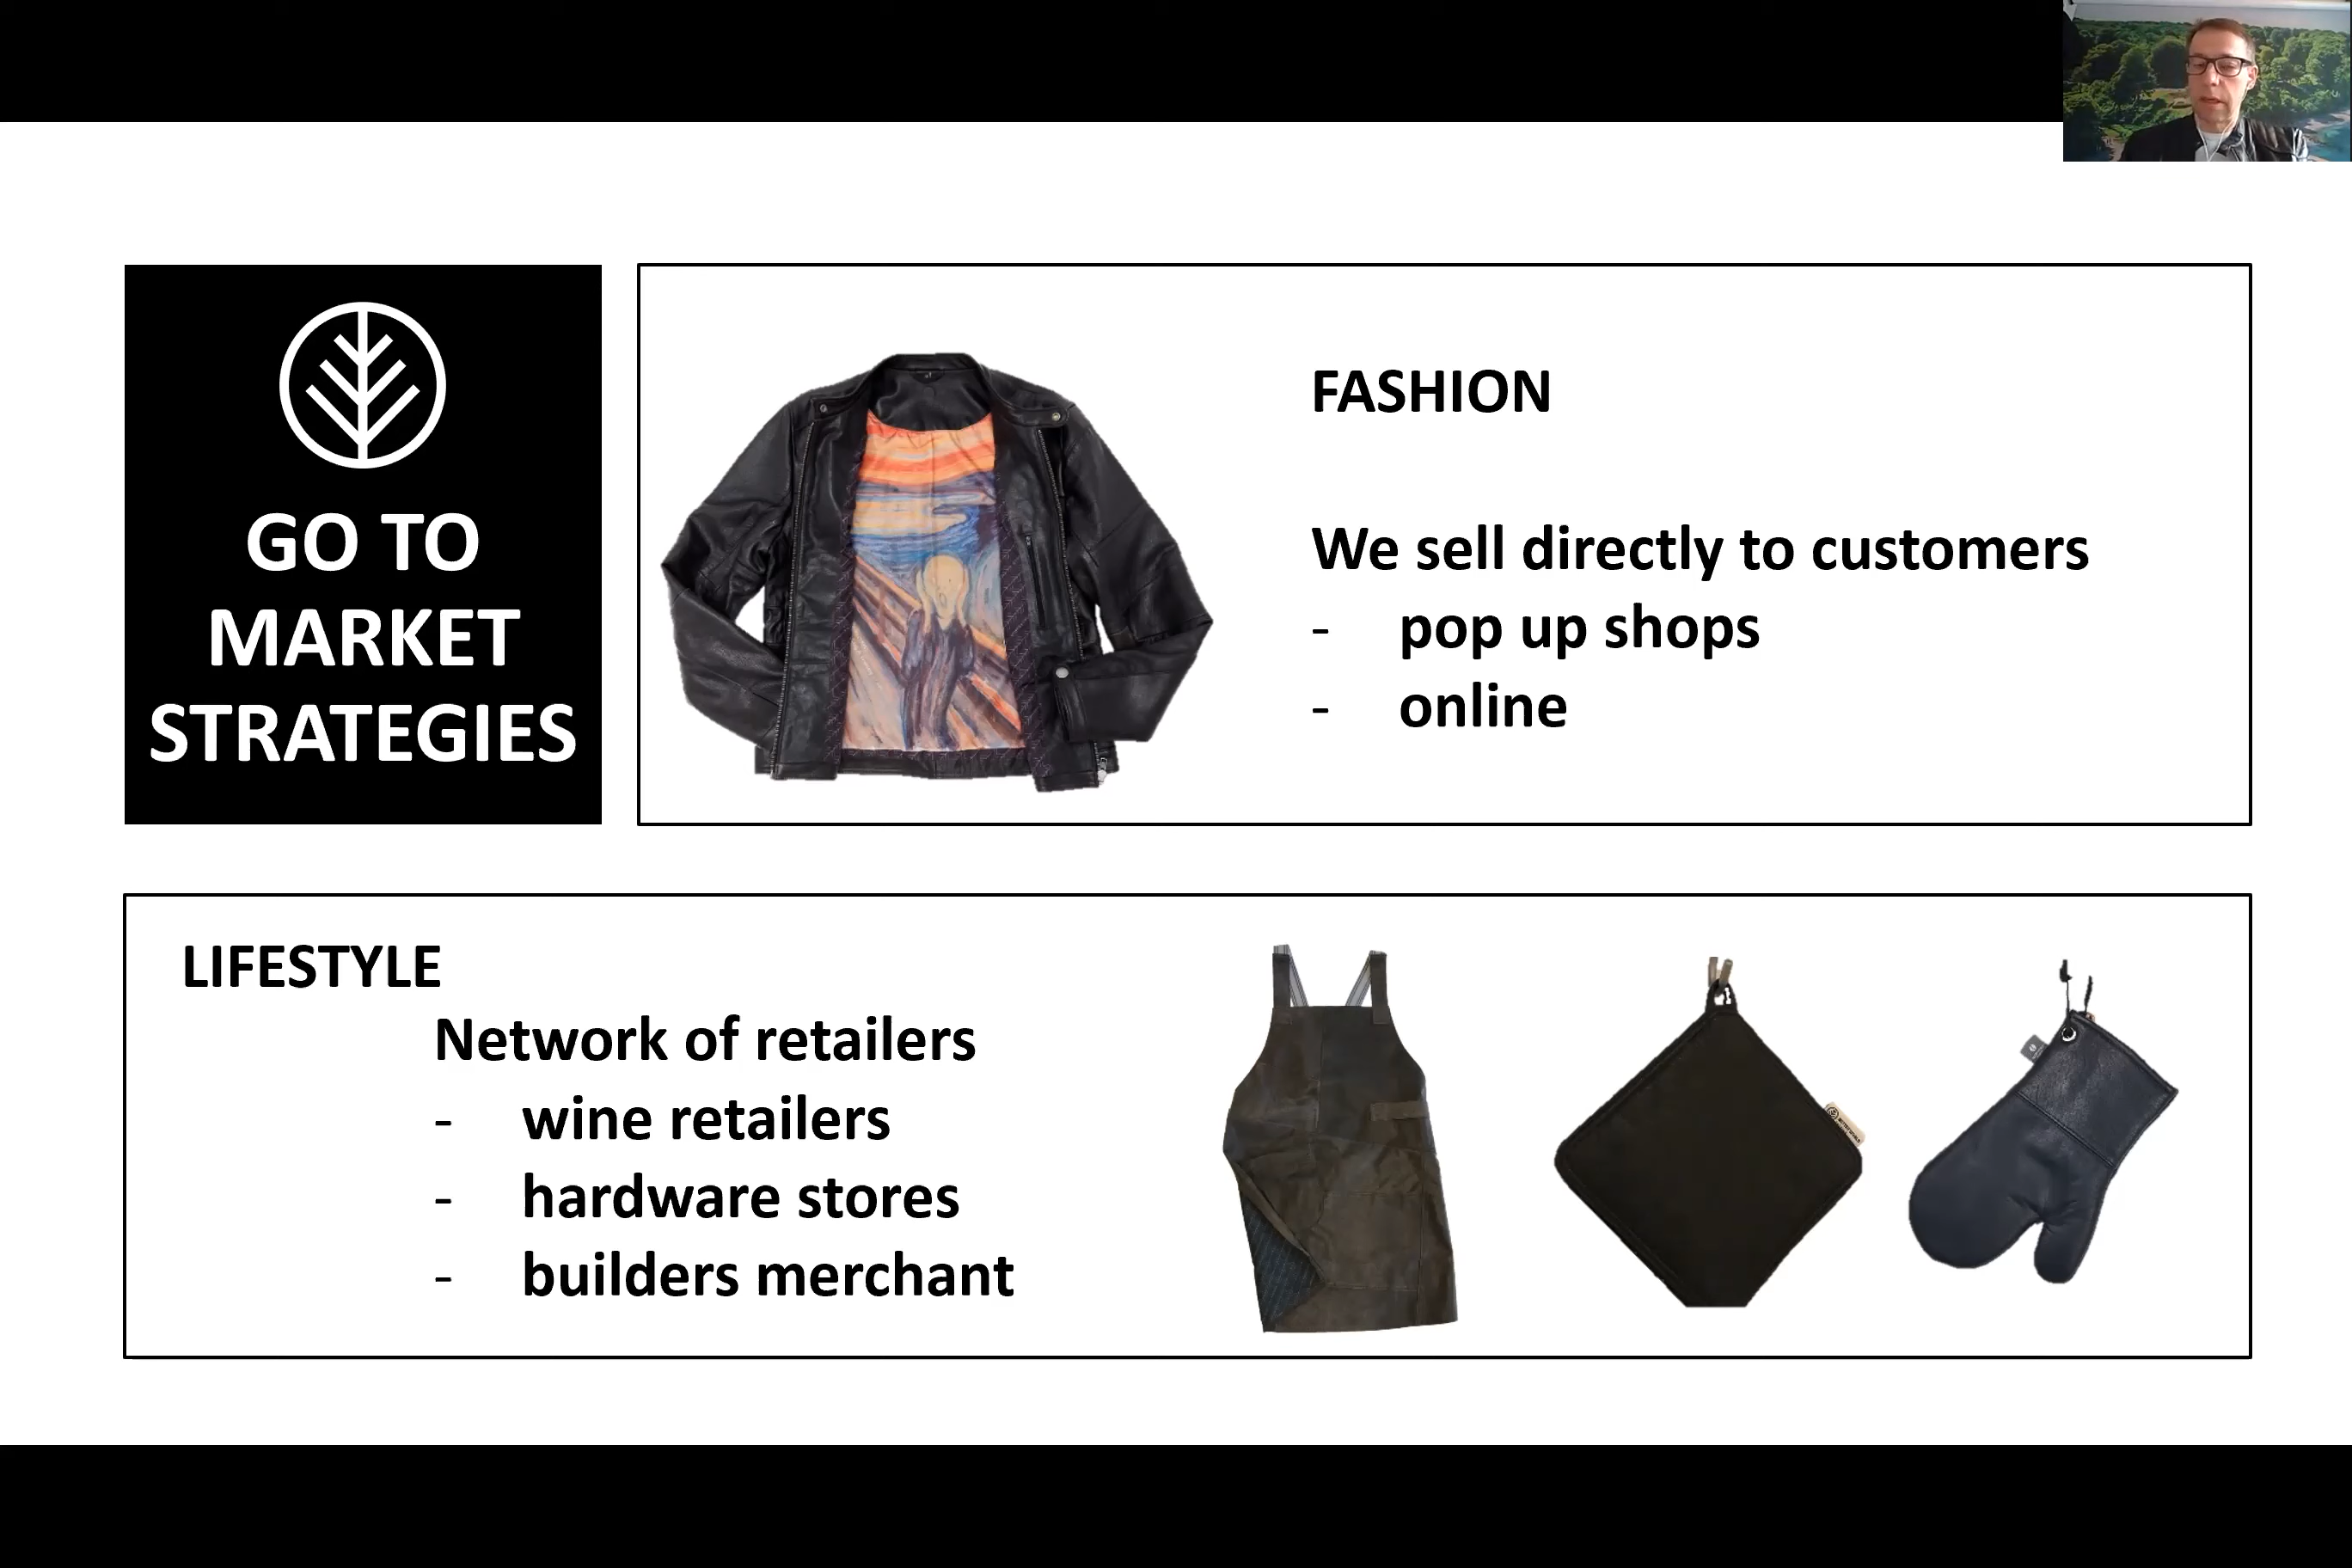 GO TO
MARKET
STRATEGIES
FASHION
We sell directly to customers
- pop up shops
- online
LIFESTYLE
Network of retailers
- wine retailers
- hardware stores
- builders merchant